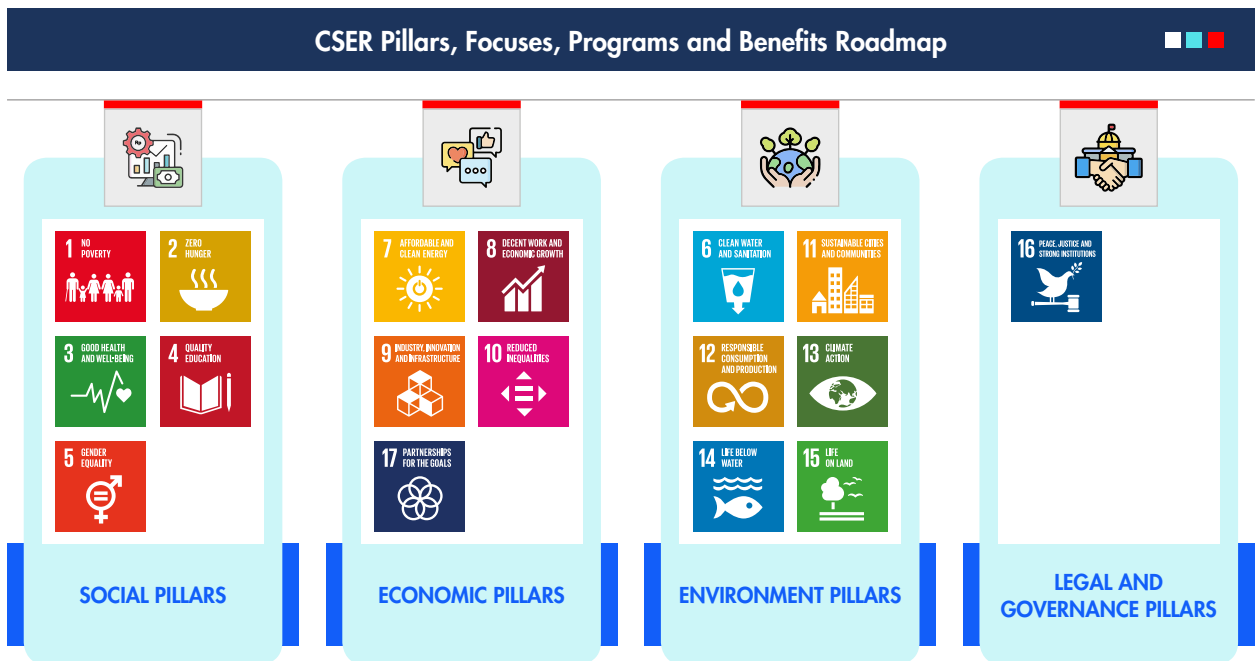 CSER Pillars, Focuses, Programs and Benefits Roadmap
Rp
1 NO
POVERTY
2 ZERO
HUNGER
3 GOOD HEALTH
AND WELL-BEING
4 QUALITY
EDUCATION
5 GENDER
EQUALITY
SOCIAL PILLARS
7 AFFORDABLE AND
CLEAN ENERGY
8 DECENT WORK AND
ECONOMIC GROWTH
9 INDUSTRY, INNOVATION
AND INFRASTRUCTURE
10 REDUCED
INEQUALITIES
17 PARTNERSHIPS
FOR THE GOALS
ECONOMIC PILLARS
6 CLEAN WATER
AND SANITATION
11 SUSTAINABLE CITIES
AND COMMUNITIES
12 RESPONSIBLE
CONSUMPTION
AND PRODUCTION
13 CLIMATE
ACTION
14 LIFE BELOW
WATER
15 LIFE
ON LAND
ENVIRONMENT PILLARS
16 PEACE, JUSTICE AND
STRONG INSTITUTIONS
LEGAL AND
GOVERNANCE PILLARS